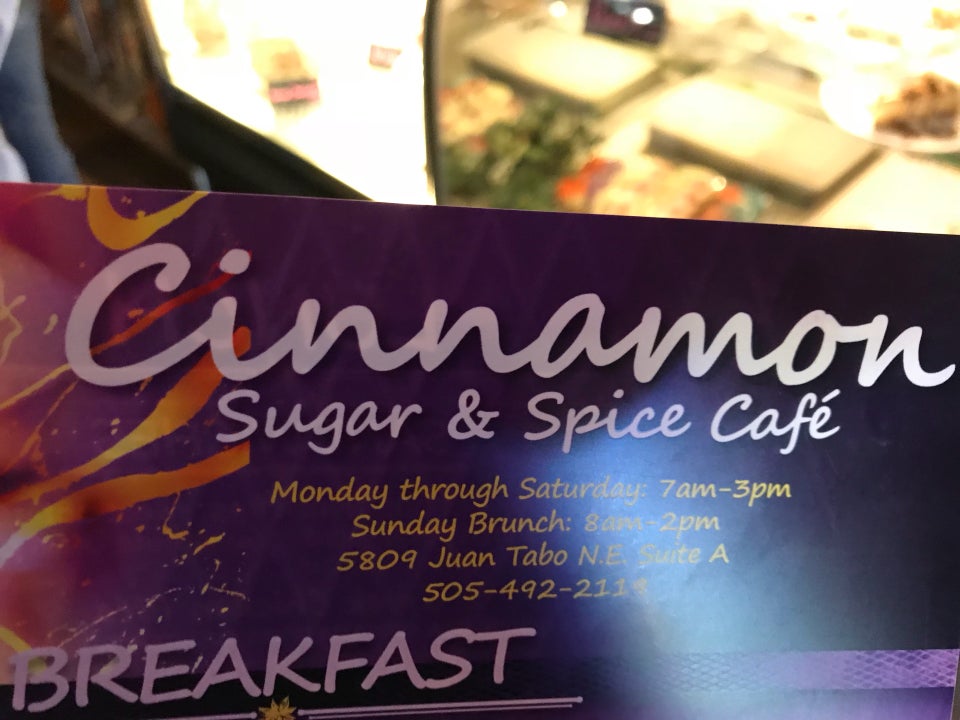 Cinnamon
Sugar & Spice Café
Monday through Saturday: 7am-3pm
Sunday Brunch: 8am-2pm
5809 Juan Tabo N.E. Suite A
BREAKFAST